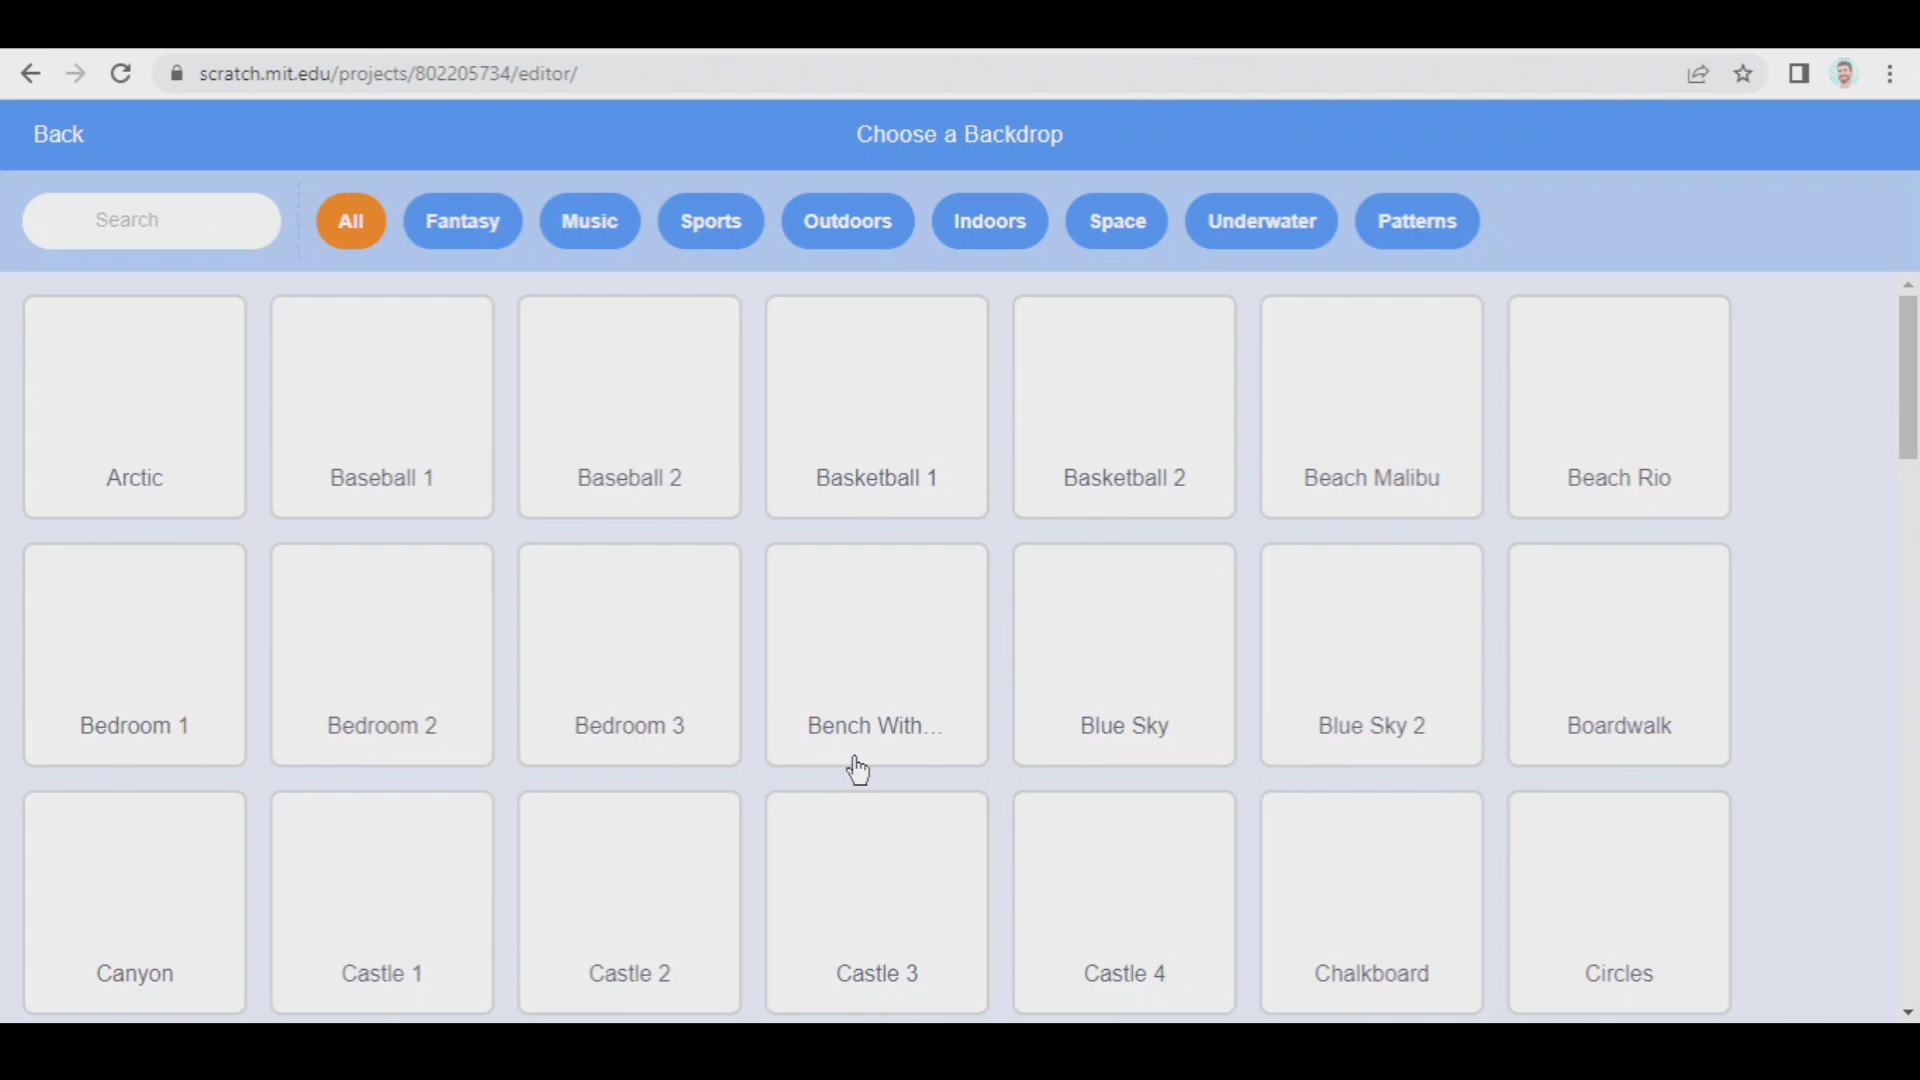 scratch.mit.edu/projects/802205734/editor/
Back
Choose a Backdrop
Search
All
Fantasy
Music
Sports
Outdoors
Indoors
Space
Underwater
Patterns
Arctic
Baseball 1
Baseball 2
Basketball 1
Basketball 2
Beach Malibu
Beach Rio
Bedroom 1
Bedroom 2
Bedroom 3
Bench With...
Blue Sky
Blue Sky 2
Boardwalk
Canyon
Castle 1
Castle 2
Castle 3
Castle 4
Chalkboard
Circles